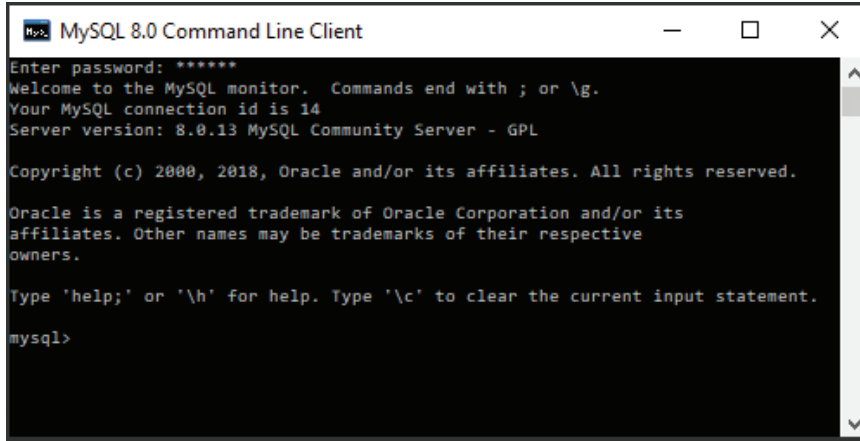 MySQL 8.0 Command Line Client
Enter password: ******
Welcome to the MySQL monitor.  Commands end with ; or \g.
Your MySQL connection id is 14
Server version: 8.0.13 MySQL Community Server - GPL
Copyright (c) 2000, 2018, Oracle and/or its affiliates. All rights reserved.
Oracle is a registered trademark of Oracle Corporation and/or its
affiliates. Other names may be trademarks of their respective
owners.
Type 'help;' or '\h' for help. Type '\c' to clear the current input statement.
mysql>